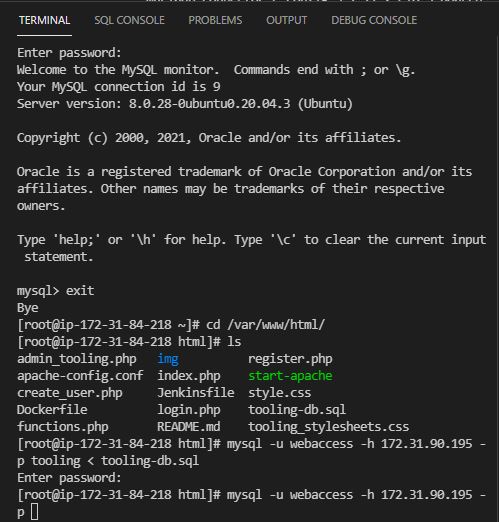 TERMINAL SQL CONSOLE PROBLEMS OUTPUT DEBUG CONSOLE
Enter password:
Welcome to the MySQL monitor.  Commands end with ; or \g.
Your MySQL connection id is 9
Server version: 8.0.28-0ubuntu0.20.04.3 (Ubuntu)

Copyright (c) 2000, 2021, Oracle and/or its affiliates.

Oracle is a registered trademark of Oracle Corporation and/or its
affiliates. Other names may be trademarks of their respective
owners.

Type 'help;' or '\h' for help. Type '\c' to clear the current input
 statement.

mysql> exit
Bye
[root@ip-172-31-84-218 ~]# cd /var/www/html/
[root@ip-172-31-84-218 html]# ls
admin_tooling.php   img          register.php
apache-config.conf  index.php    start-apache
create_user.php     Jenkinsfile  style.css
Dockerfile          login.php    tooling-db.sql
functions.php       README.md    tooling_stylesheets.css
[root@ip-172-31-84-218 html]# mysql -u webaccess -h 172.31.90.195 -
p tooling < tooling-db.sql
Enter password:
[root@ip-172-31-84-218 html]# mysql -u webaccess -h 172.31.90.195 -
p